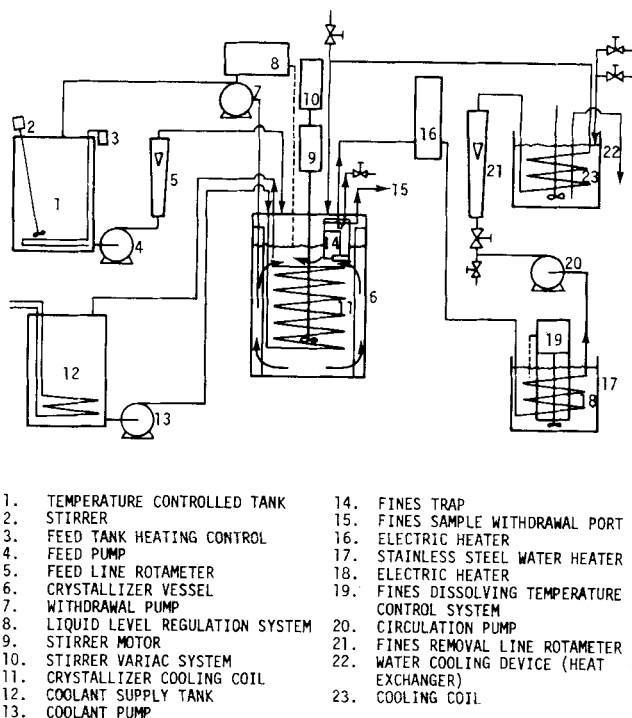 8
7
10
2
3
16
9
1
5
21
22
23
15
14
4
20
6
11
19
12
17
18
13
1. TEMPERATURE CONTROLLED TANK
2. STIRRER
3. FEED TANK HEATING CONTROL
4. FEED PUMP
5. FEED LINE ROTAMETER
6. CRYSTALLIZER VESSEL
7. WITHDRAWAL PUMP
8. LIQUID LEVEL REGULATION SYSTEM
9. STIRRER MOTOR
10. STIRRER VARIAC SYSTEM
11. CRYSTALLIZER COOLING COIL
12. COOLANT SUPPLY TANK
13. COOLANT PUMP
14. FINES TRAP
15. FINES SAMPLE WITHDRAWAL PORT
16. ELECTRIC HEATER
17. STAINLESS STEEL WATER HEATER
18. ELECTRIC HEATER
19. FINES DISSOLVING TEMPERATURE
CONTROL SYSTEM
20. CIRCULATION PUMP
21. FINES REMOVAL LINE ROTAMETER
22. WATER COOLING DEVICE (HEAT
EXCHANGER)
23. COOLING COIL